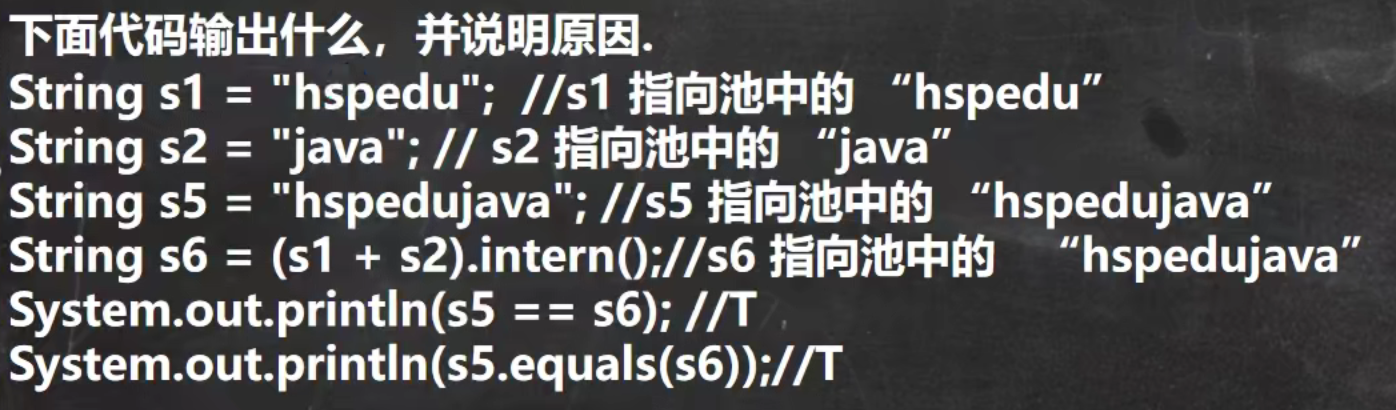 下面代码输出什么，并说明原因.
String s1 = "hspedu"; //s1 指向池中的 “hspedu”
String s2 = "java"; // s2 指向池中的 “java”
String s5 = "hspedujava"; //s5 指向池中的 “hspedujava”
String s6 = (s1 + s2).intern();//s6 指向池中的 “hspedujava”
System.out.println(s5 == s6); //T
System.out.println(s5.equals(s6));//T